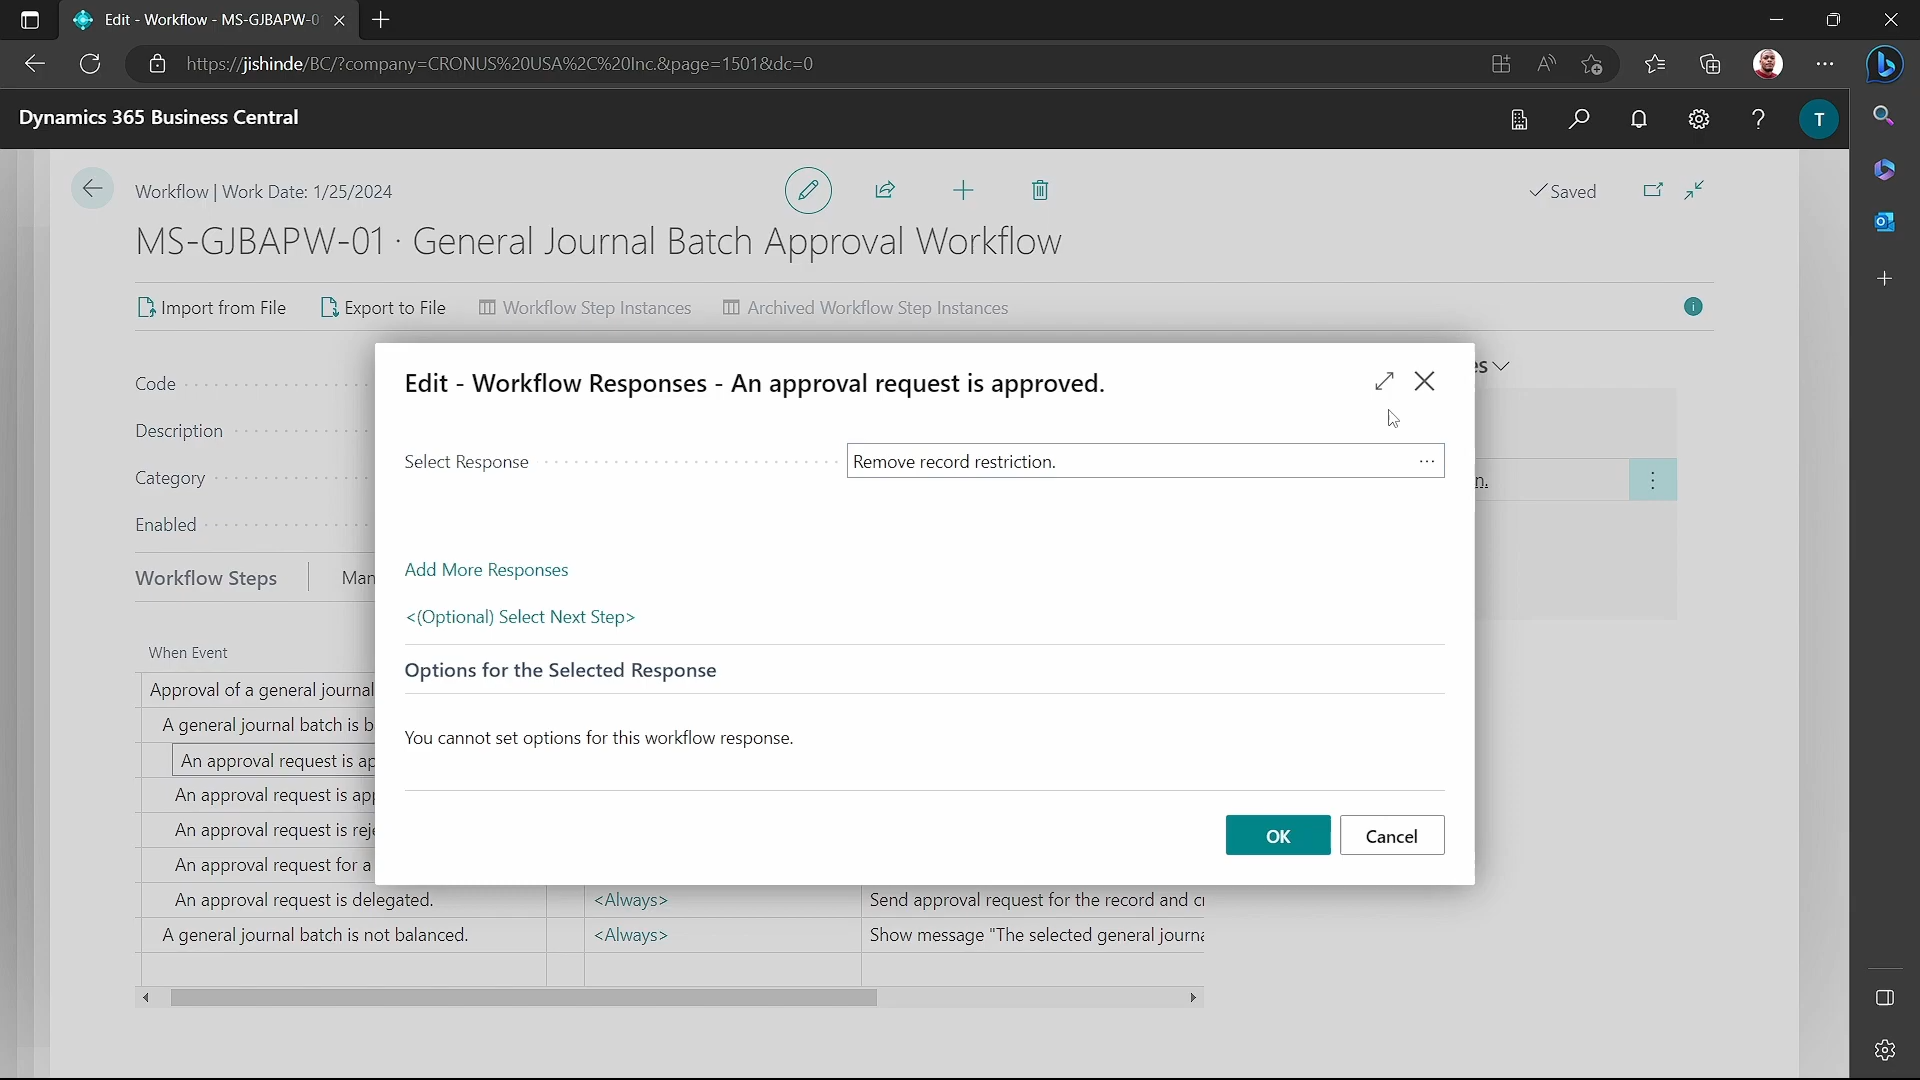 Edit - Workflow - MS-GJBAPW-0
https://jishinde/BC/?company=CRONUS%20USA%2C%20Inc.&page=1501&dc=0
Dynamics 365 Business Central
T
Workflow | Work Date: 1/25/2024
Saved
MS-GJBAPW-01 · General Journal Batch Approval Workflow
Import from File
Export to File
Workflow Step Instances
Archived Workflow Step Instances
Code
Description
Category
Enabled
Workflow Steps
Man
When Event
Approval of a general journal
A general journal batch is b
An approval request is ap
An approval request is app
An approval request is reje
An approval request for a
An approval request is delegated.
<Always>
Send approval request for the record and cr
A general journal batch is not balanced.
<Always>
Show message "The selected general journa
es
n.
Edit - Workflow Responses - An approval request is approved.
Select Response
Remove record restriction.
Add More Responses
<(Optional) Select Next Step>
Options for the Selected Response
You cannot set options for this workflow response.
OK
Cancel